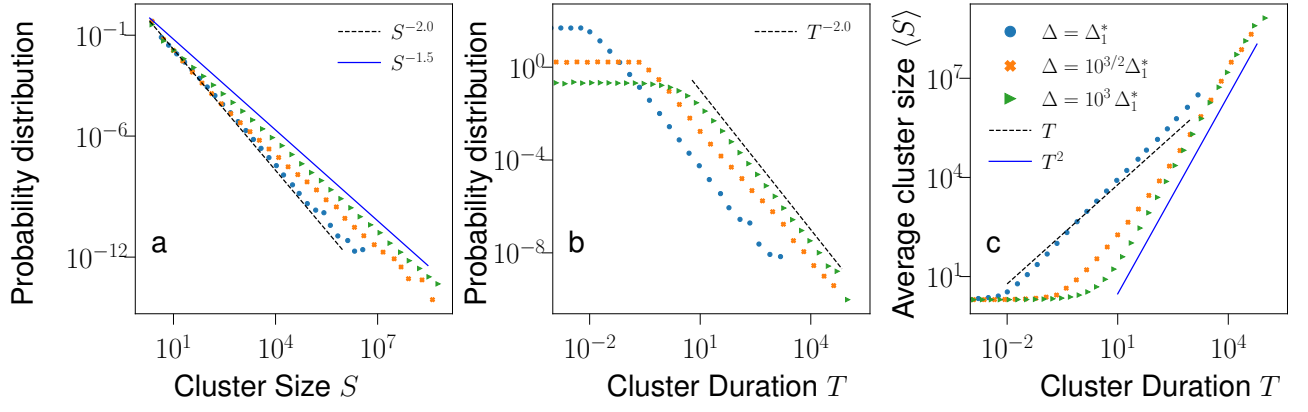 Probability distribution
10^{-1}
10^{-6}
10^{-12}
S^{-2.0}
S^{-1.5}
a
10^{1}
10^{4}
10^{7}
Cluster Size S
Probability distribution
10^{0}
10^{-4}
10^{-8}
T^{-2.0}
b
10^{-2}
10^{1}
10^{4}
Cluster Duration T
Average cluster size ⟨S⟩
10^{7}
10^{4}
10^{1}
Δ = Δ_1^*
Δ = 10^{3/2}Δ_1^*
Δ = 10^3 Δ_1^*
T
T^2
c
10^{-2}
10^{1}
10^{4}
Cluster Duration T